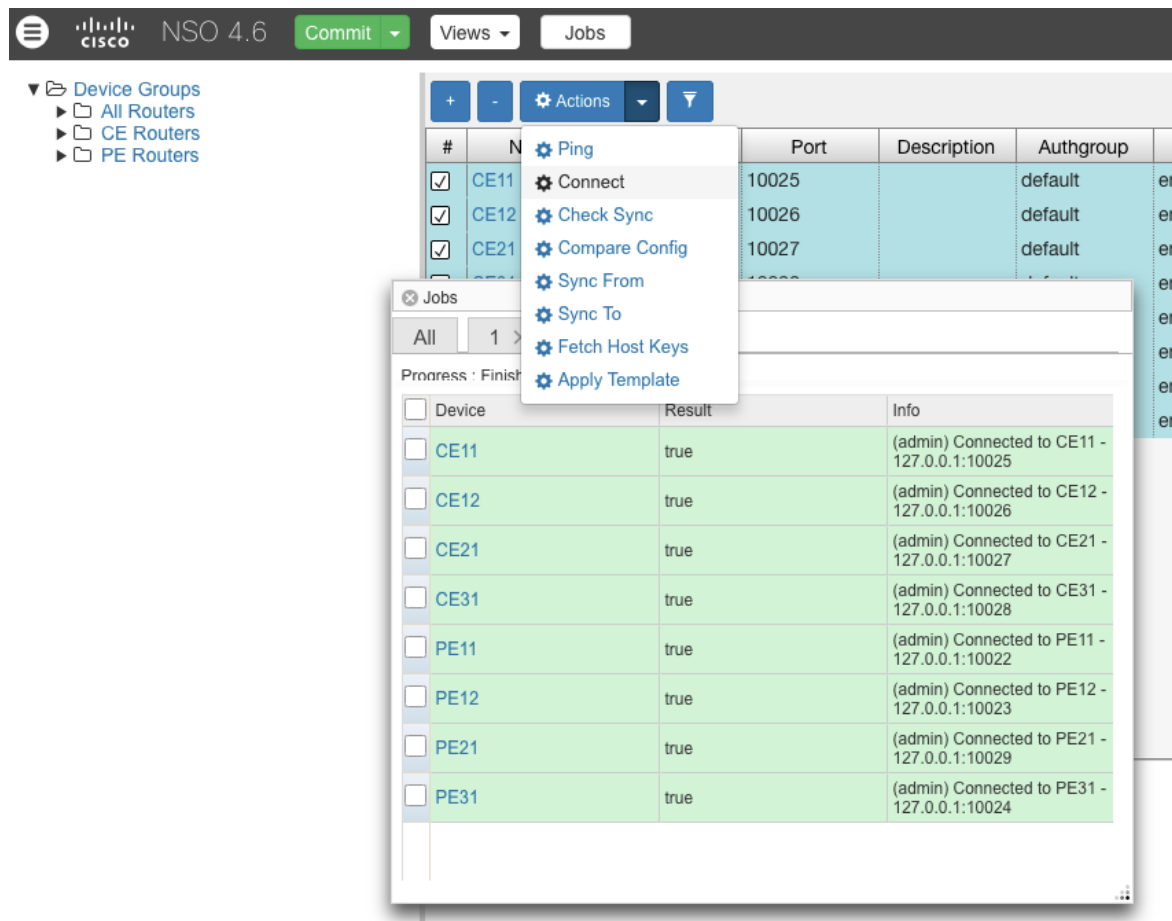 CISCO NSO 4.6 Commit Views Jobs
Device Groups
All Routers
CE Routers
PE Routers
+ - Actions
# N Port Description Authgroup
CE11 10025 default
CE12 10026 default
CE21 10027 default
Ping
Connect
Check Sync
Compare Config
Sync From
Sync To
Fetch Host Keys
Apply Template
Jobs
All 1
Progress : Finish
Device Result Info
CE11 true (admin) Connected to CE11 -
127.0.0.1:10025
CE12 true (admin) Connected to CE12 -
127.0.0.1:10026
CE21 true (admin) Connected to CE21 -
127.0.0.1:10027
CE31 true (admin) Connected to CE31 -
127.0.0.1:10028
PE11 true (admin) Connected to PE11 -
127.0.0.1:10022
PE12 true (admin) Connected to PE12 -
127.0.0.1:10023
PE21 true (admin) Connected to PE21 -
127.0.0.1:10029
PE31 true (admin) Connected to PE31 -
127.0.0.1:10024